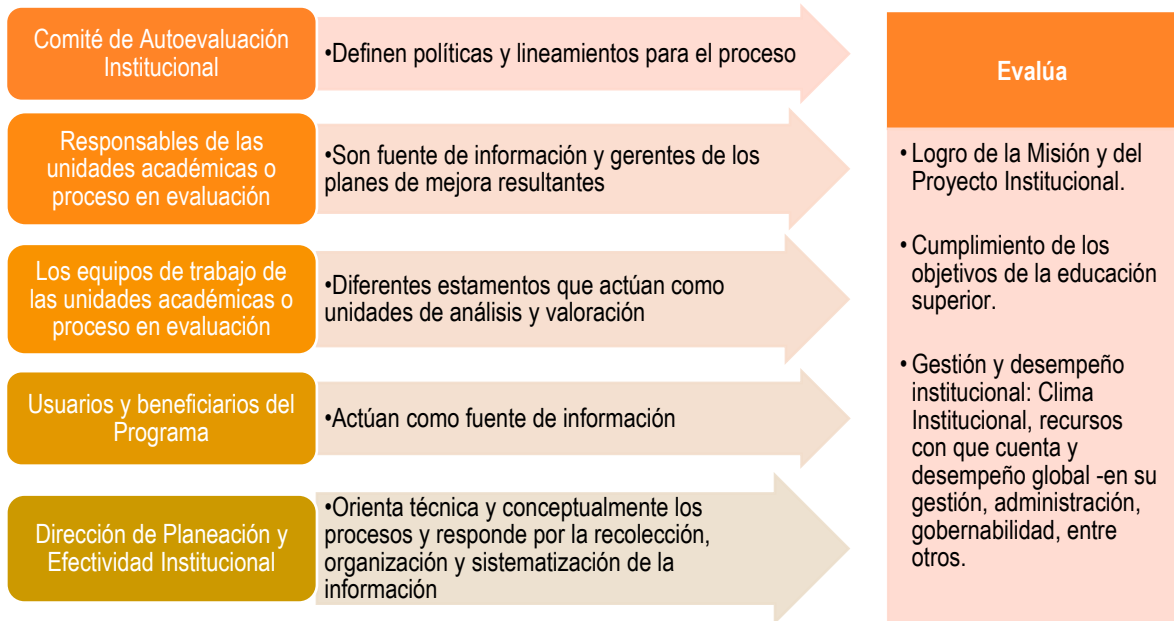 Comité de Autoevaluación
Institucional
•Definen políticas y lineamientos para el proceso
Responsables de las
unidades académicas o
proceso en evaluación
•Son fuente de información y gerentes de los
planes de mejora resultantes
Los equipos de trabajo de
las unidades académicas o
proceso en evaluación
•Diferentes estamentos que actúan como
unidades de análisis y valoración
Usuarios y beneficiarios del
Programa
•Actúan como fuente de información
Dirección de Planeación y
Efectividad Institucional
•Orienta técnica y conceptualmente los
procesos y responde por la recolección,
organización y sistematización de la
información
Evalúa
• Logro de la Misión y del
Proyecto Institucional.
• Cumplimiento de los
objetivos de la educación
superior.
• Gestión y desempeño
institucional: Clima
Institucional, recursos
con que cuenta y
desempeño global -en su
gestión, administración,
gobernabilidad, entre
otros.